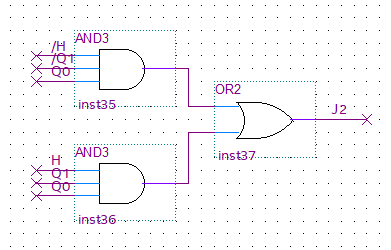 AND3
/H
/Q1
Q0
inst35
OR2
J2
inst37
AND3
H
Q1
Q0
inst36